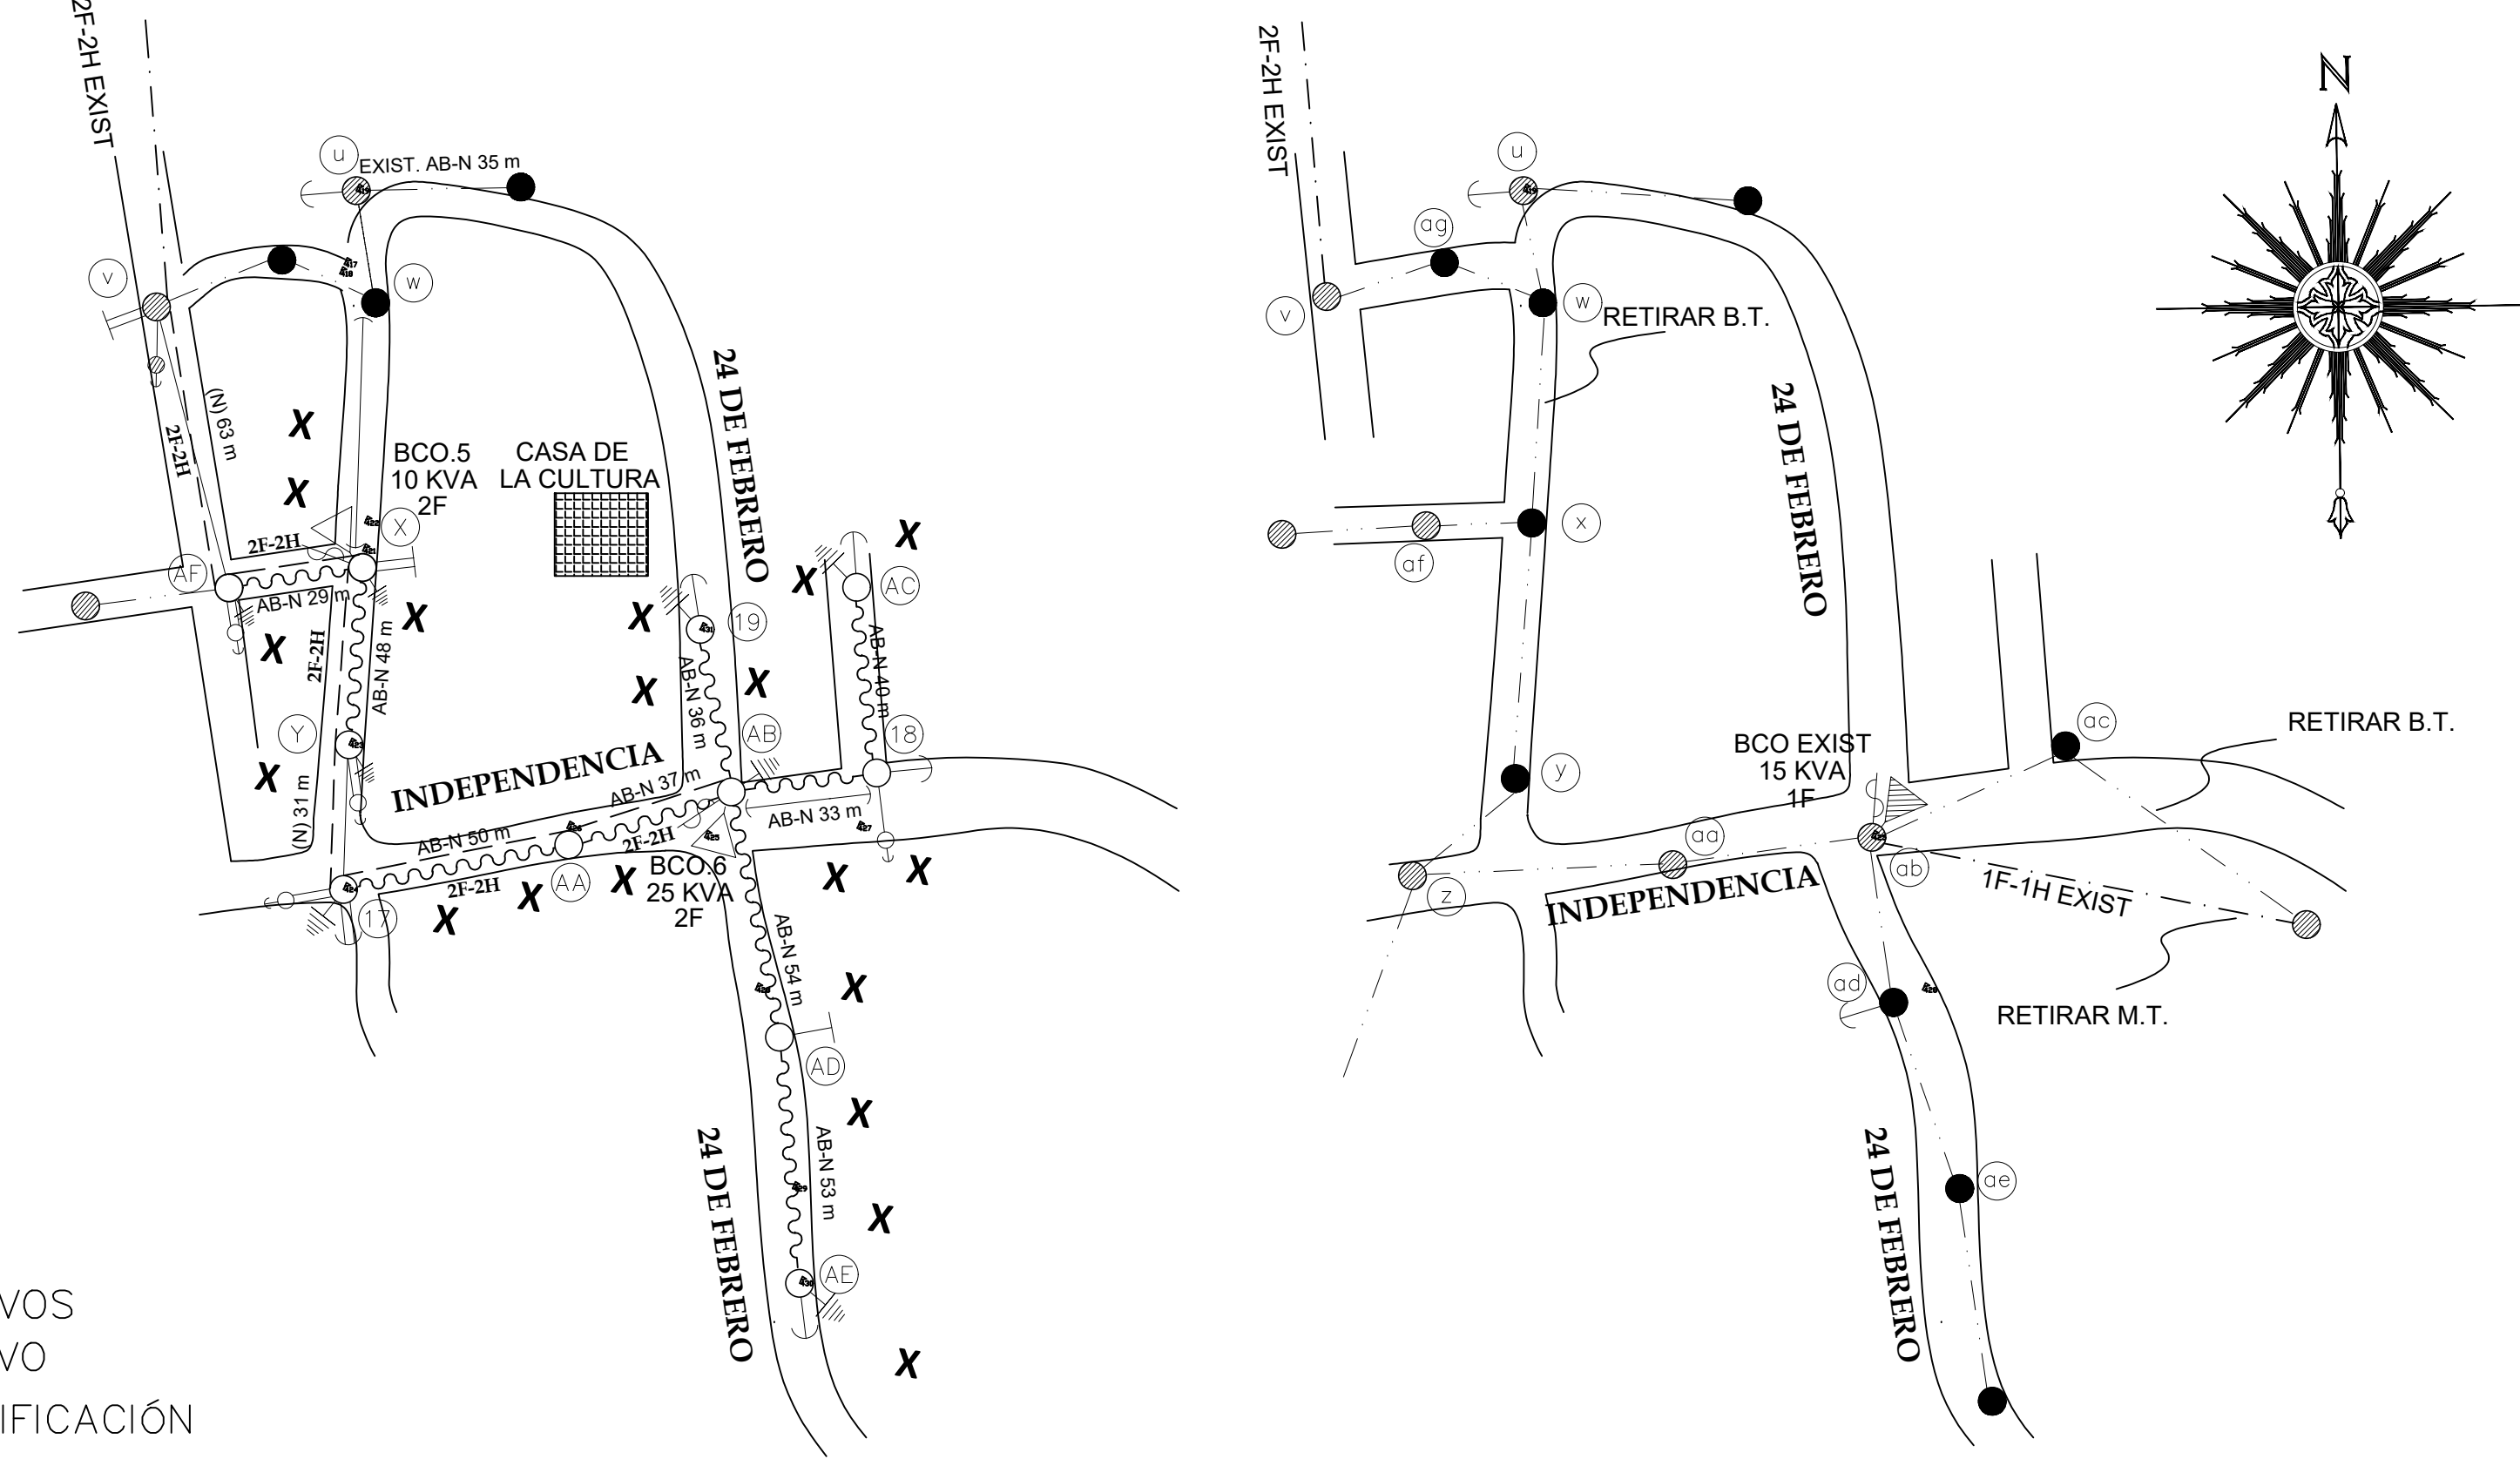 2F-2H EXIST
u
EXIST. AB-N 35 m
v
w
(N) 63 m
2F-2H
24 DE FEBRERO
BCO.5
10 KVA
2F
CASA DE
LA CULTURA
X
X
X
2F-2H
AF
AB-N 29 m
X
X
X
X
X
X
X
19
AC
AB-N 36 m
AB-N 40 m
2F-2H
AB-N 48 m
Y
AB
18
X
INDEPENDENCIA
AB-N 37 m
(N) 31 m
AB-N 50 m
2F-2H
AB-N 33 m
2F-2H
AA
BCO.6
25 KVA
2F
17
X
X
X
X
X
AB-N 54 m
X
AD
X
AB-N 53 m
24 DE FEBRERO
X
AE
X
VOS
VO
IFICACIÓN
2F-2H EXIST
u
ag
v
w
RETIRAR B.T.
24 DE FEBRERO
x
af
y
BCO EXIST
15 KVA
1F
ac
RETIRAR B.T.
aa
ab
z
INDEPENDENCIA
1F-1H EXIST
ad
RETIRAR M.T.
24 DE FEBRERO
ae
N